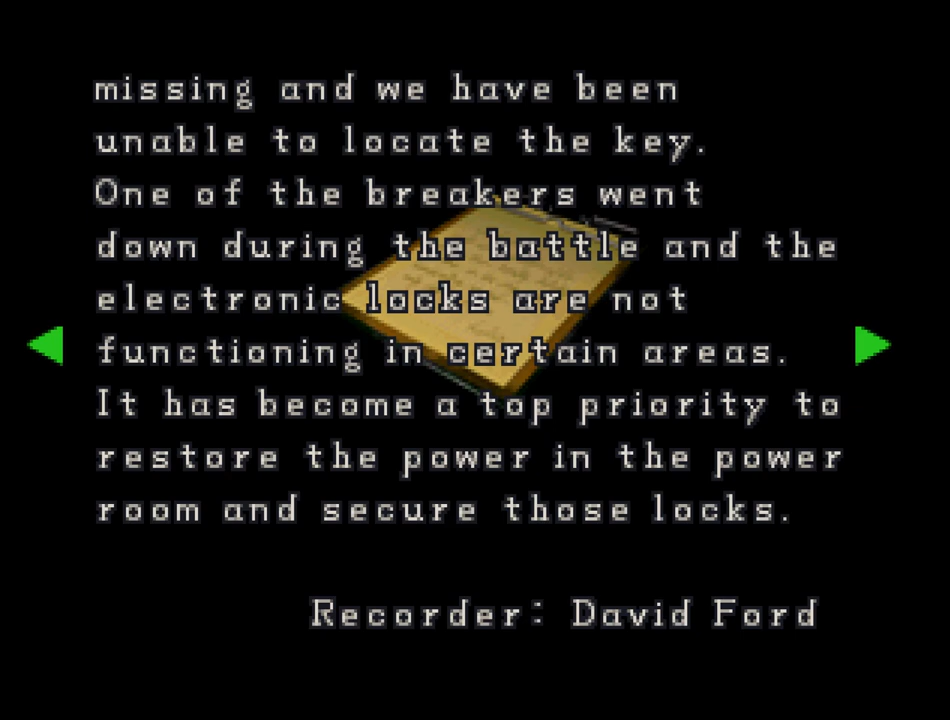 missing and we have been
unable to locate the key.
One of the breakers went
down during the battle and the
electronic locks are not
functioning in certain areas.
It has become a top priority to
restore the power in the power
room and secure those locks.
Recorder: David Ford